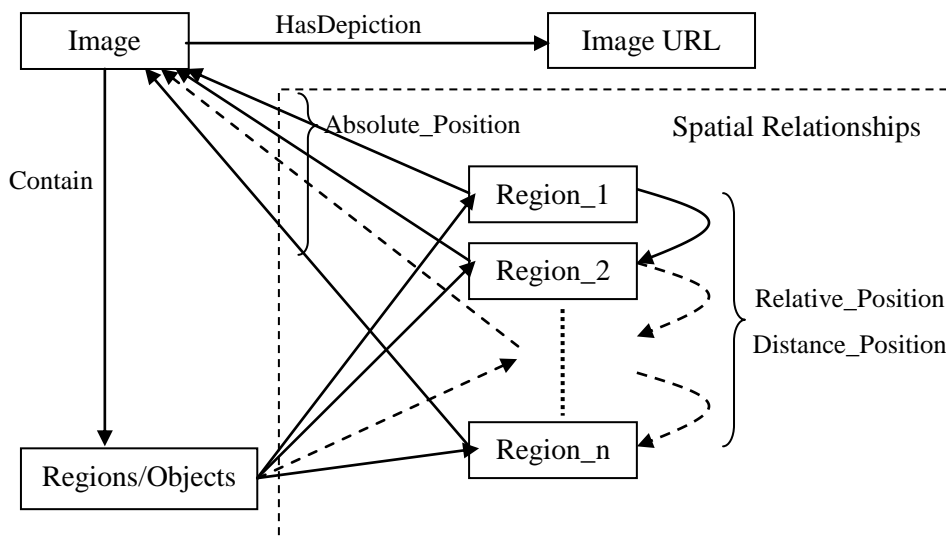 Image
HasDepiction
Image URL
Absolute_Position
Spatial Relationships
Contain
Region_1
Region_2
Relative_Position
Distance_Position
Regions/Objects
Region_n